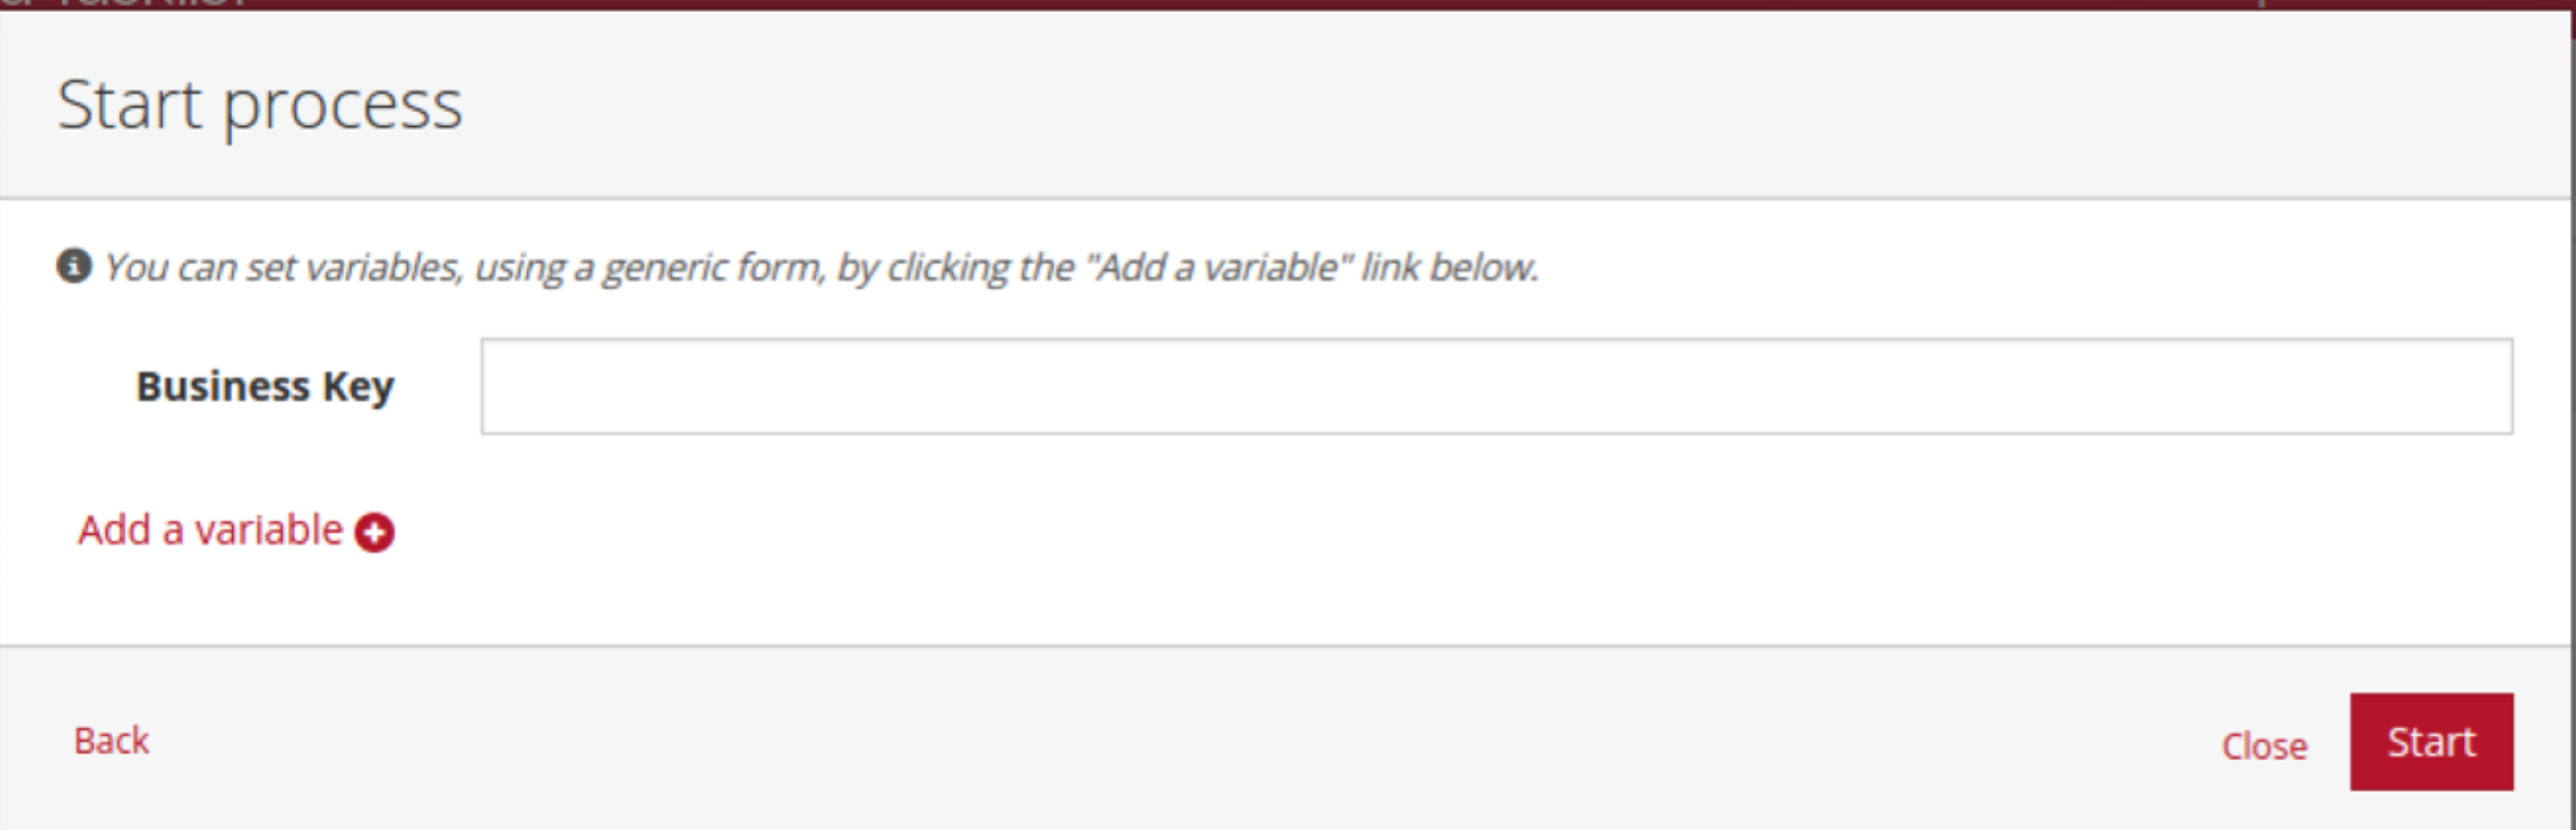 Start process
You can set variables, using a generic form, by clicking the "Add a variable" link below.
Business Key
Add a variable
Back
Close
Start